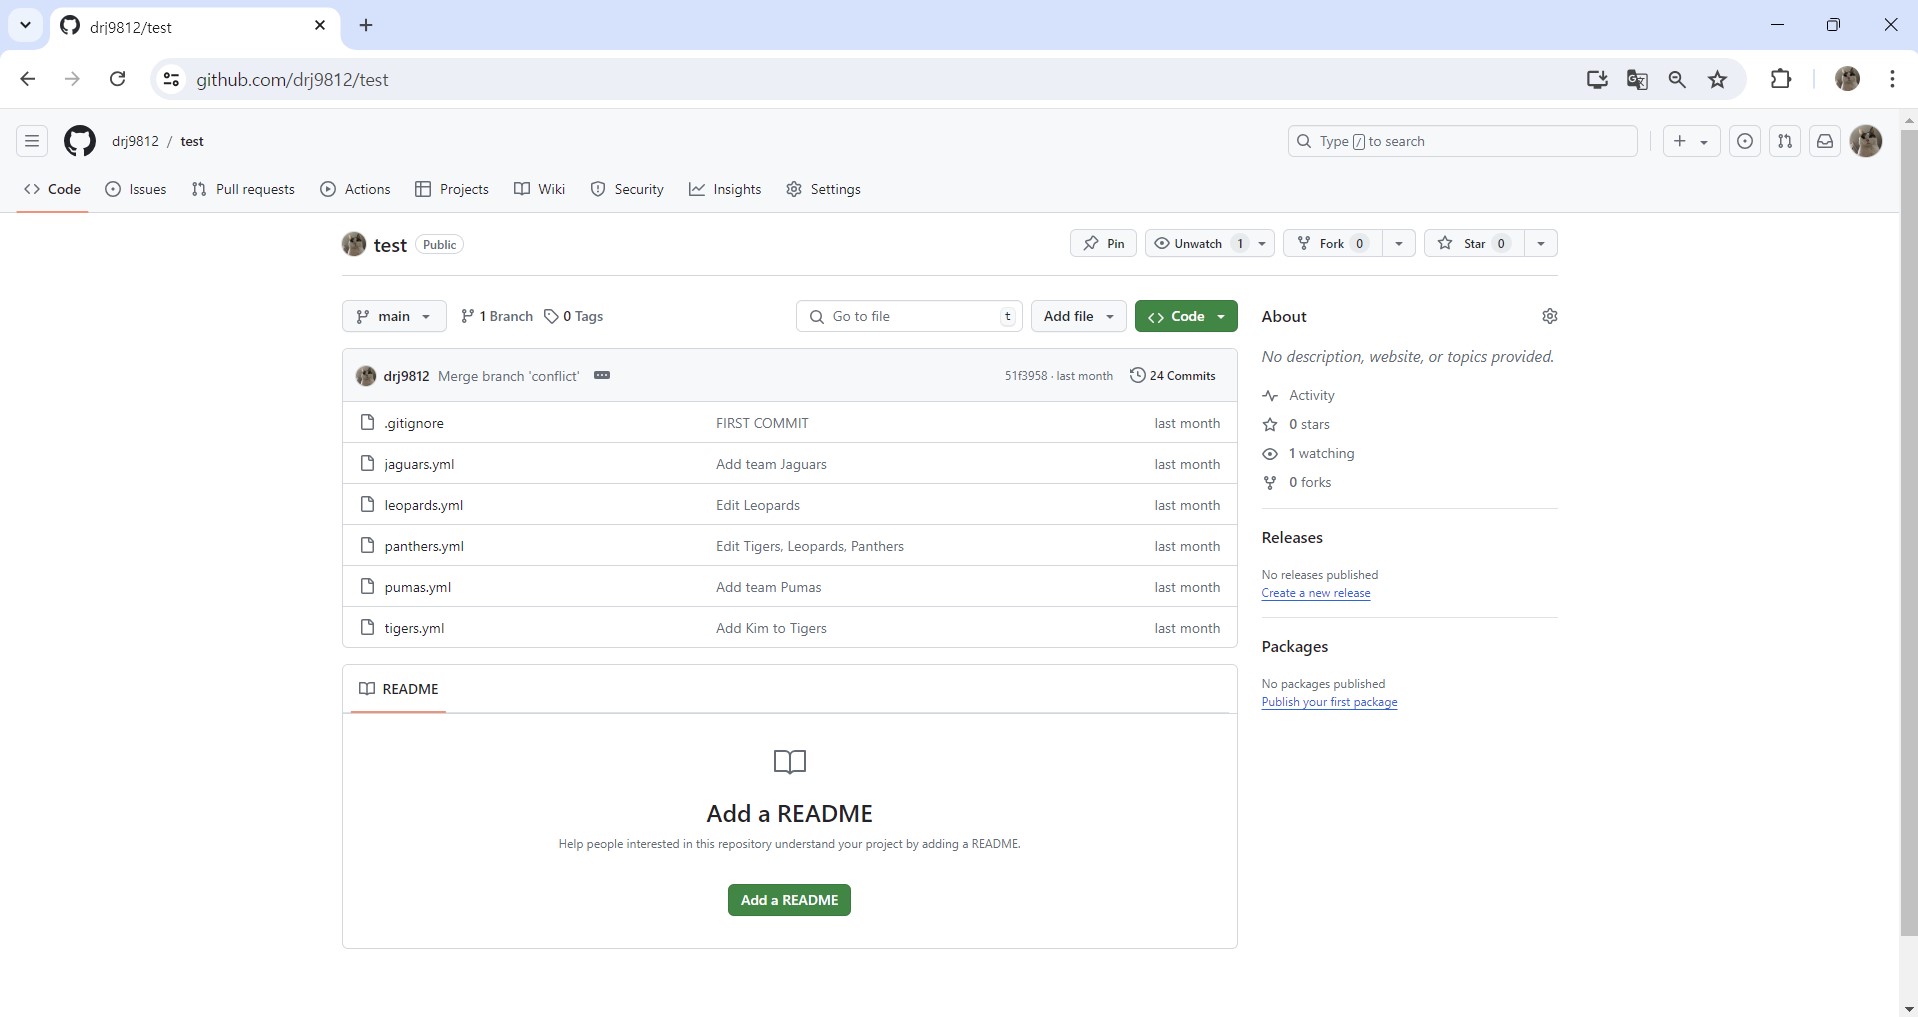 drj9812/test
github.com/drj9812/test
drj9812 / test
Type / to search
Code Issues Pull requests Actions Projects Wiki Security Insights Settings
test Public
Pin Unwatch 1 Fork 0 Star 0
main 1 Branch 0 Tags Go to file t Add file Code
drj9812 Merge branch 'conflict' 51f3958 · last month 24 Commits
.gitignore FIRST COMMIT last month
jaguars.yml Add team Jaguars last month
leopards.yml Edit Leopards last month
panthers.yml Edit Tigers, Leopards, Panthers last month
pumas.yml Add team Pumas last month
tigers.yml Add Kim to Tigers last month
README
Add a README
Help people interested in this repository understand your project by adding a README.
Add a README
About
No description, website, or topics provided.
Activity
0 stars
1 watching
0 forks
Releases
No releases published
Create a new release
Packages
No packages published
Publish your first package